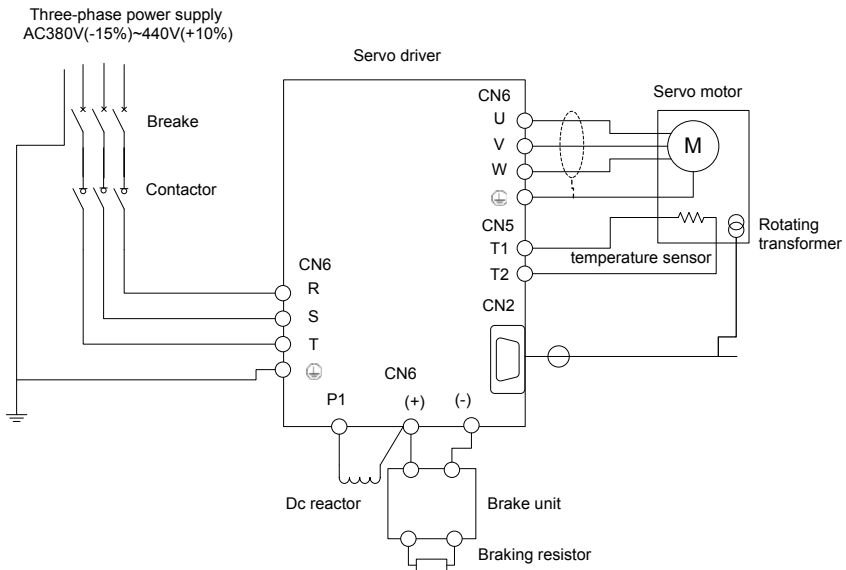 Three-phase power supply
AC380V(-15%)~440V(+10%)
Servo driver
Servo motor
CN6
U
V
W
M
Breake
Contactor
CN5
T1
T2
temperature sensor
Rotating
transformer
CN6
R
S
T
CN2
CN6
P1
(+)
(-)
Dc reactor
Brake unit
Braking resistor